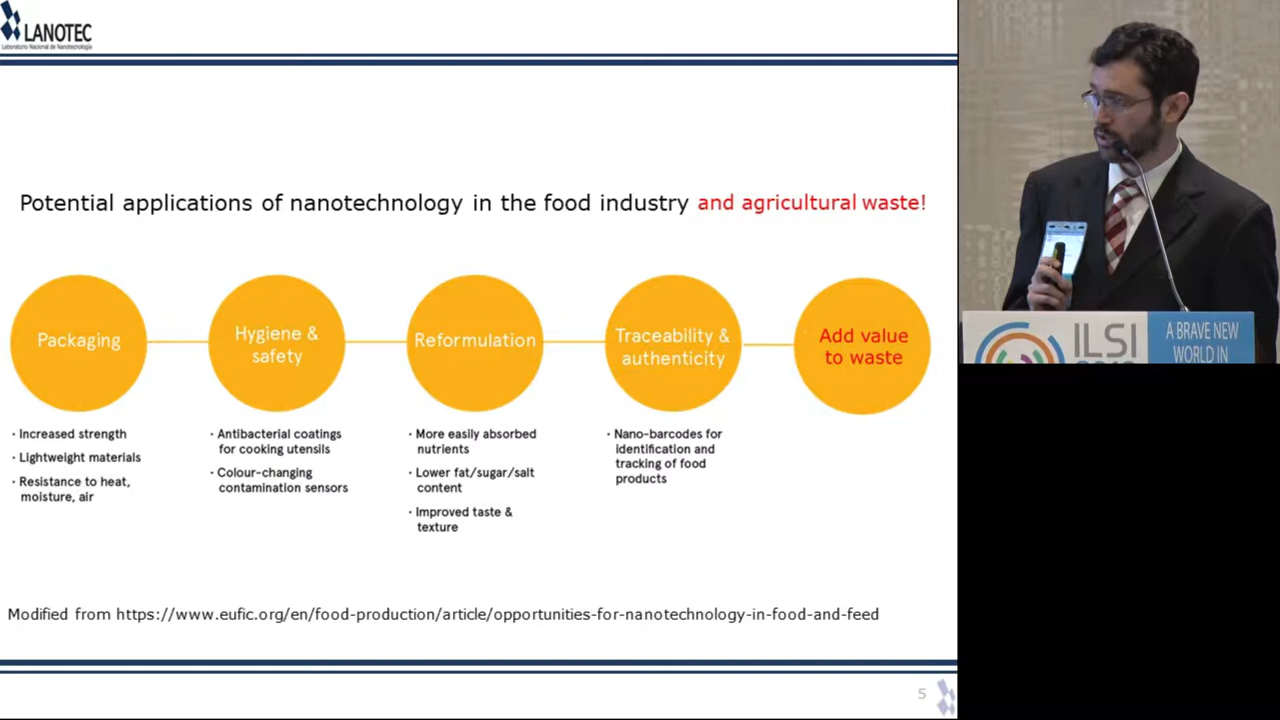 LANOTEC
Laboratorio Nacional de Nanotecnología
Potential applications of nanotechnology in the food industry and agricultural waste!
Packaging
· Increased strength
· Lightweight materials
· Resistance to heat,
moisture, air
Hygiene &
safety
· Antibacterial coatings
for cooking utensils
· Colour-changing
contamination sensors
Reformulation
· More easily absorbed
nutrients
· Lower fat/sugar/salt
content
· Improved taste &
texture
Traceability &
authenticity
· Nano-barcodes for
identification and
tracking of food
products
Add value
to waste
Modified from https://www.eufic.org/en/food-production/article/opportunities-for-nanotechnology-in-food-and-feed
5
ILSI
A BRAVE NEW
WORLD IN